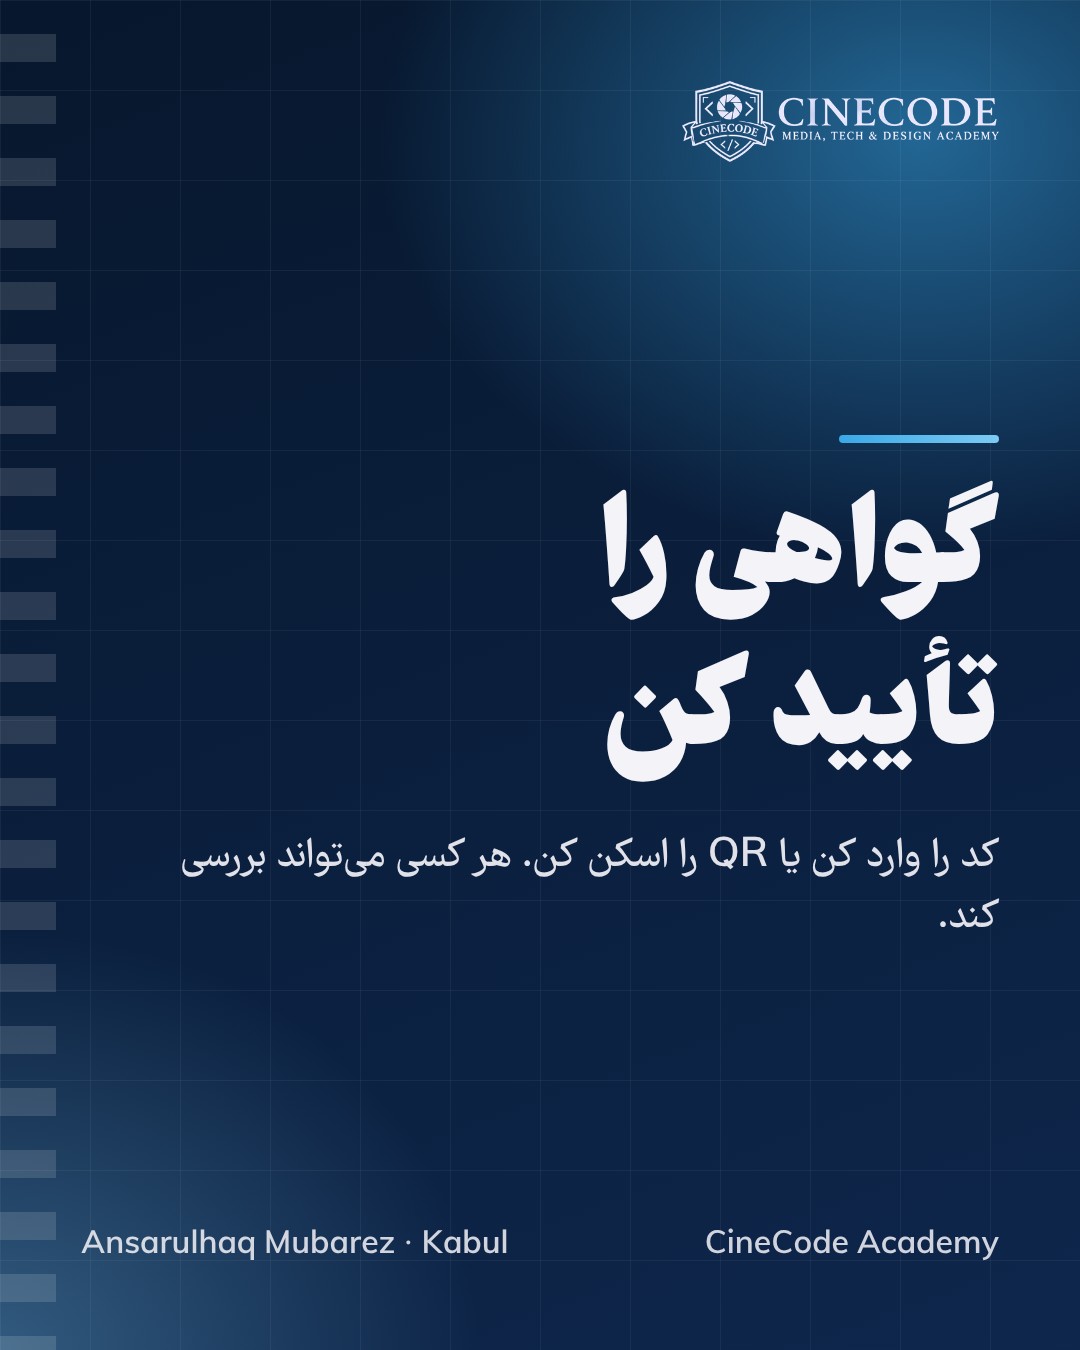 CINECODE
CINECODE
MEDIA, TECH & DESIGN ACADEMY
گواهی را
تأیید کن
کد را وارد کن یا QR را اسکن کن. هر کسی می‌تواند بررسی
کند.
Ansarulhaq Mubarez · Kabul
CineCode Academy